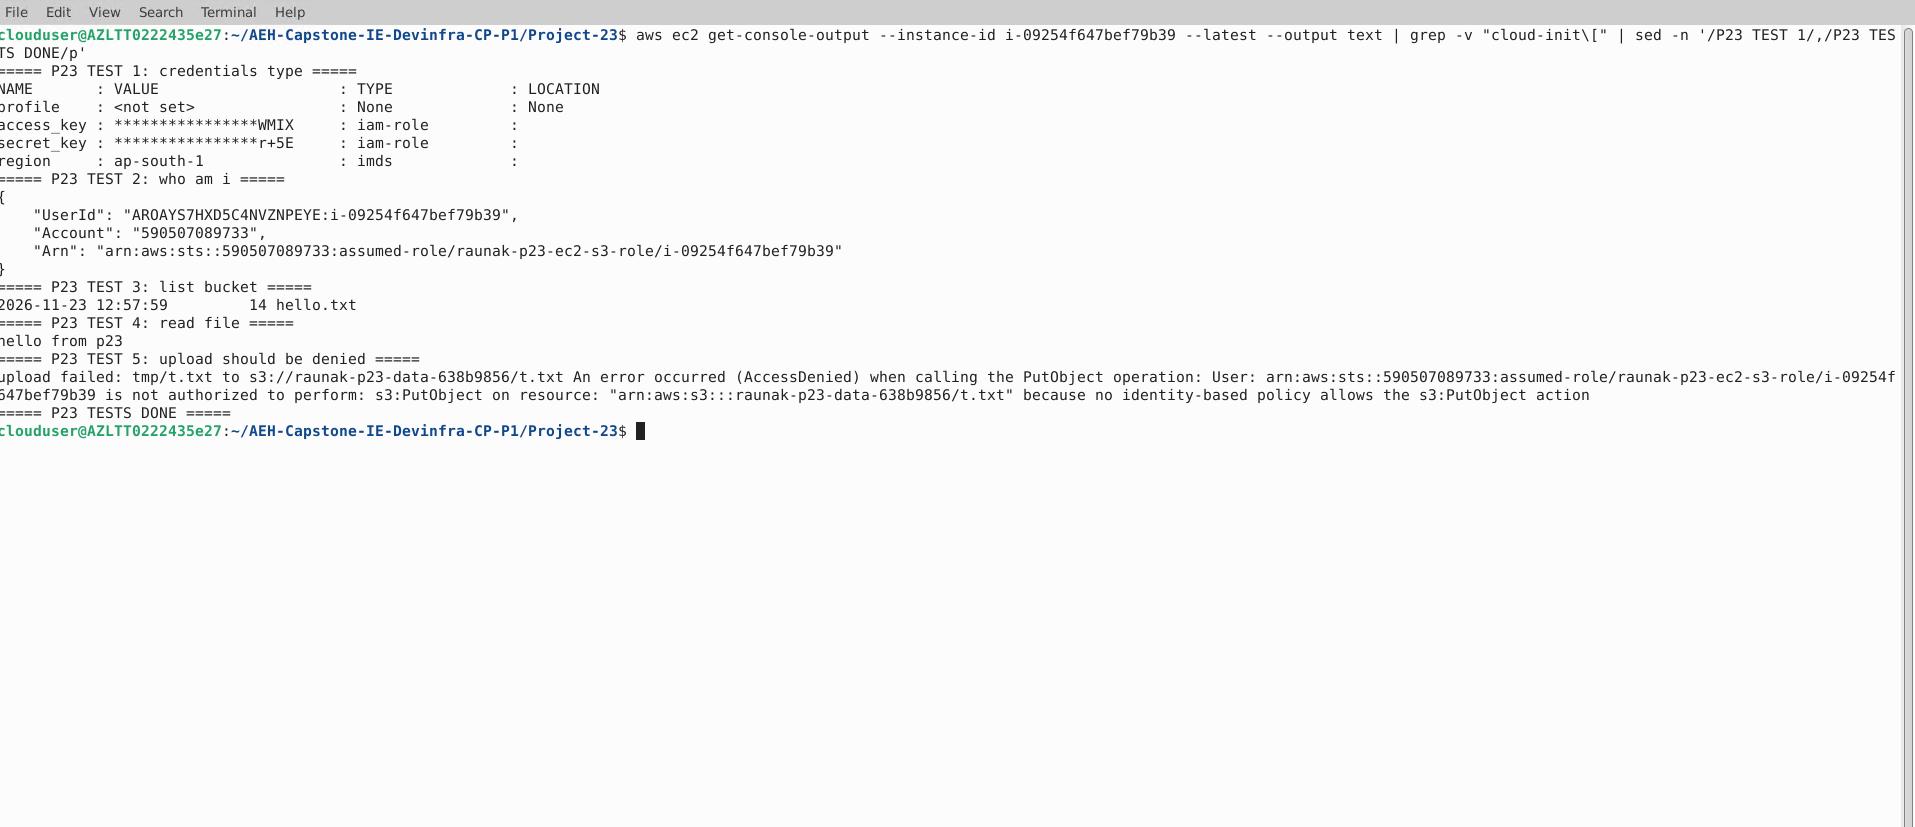 File Edit View Search Terminal Help
clouduser@AZLTT0222435e27:~/AEH-Capstone-IE-Devinfra-CP-P1/Project-23$ aws ec2 get-console-output --instance-id i-09254f647bef79b39 --latest --output text | grep -v "cloud-init\[" | sed -n '/P23 TEST 1/,/P23 TES
TS DONE/p'
===== P23 TEST 1: credentials type =====
NAME       : VALUE                    : TYPE             : LOCATION
profile    : <not set>                : None             : None
access_key : ****************WMIX     : iam-role         :
secret_key : ****************r+5E     : iam-role         :
region     : ap-south-1               : imds             :
===== P23 TEST 2: who am i =====
{
    "UserId": "AROAYS7HXD5C4NVZNPEYE:i-09254f647bef79b39",
    "Account": "590507089733",
    "Arn": "arn:aws:sts::590507089733:assumed-role/raunak-p23-ec2-s3-role/i-09254f647bef79b39"
}
===== P23 TEST 3: list bucket =====
2026-11-23 12:57:59         14 hello.txt
===== P23 TEST 4: read file =====
hello from p23
===== P23 TEST 5: upload should be denied =====
upload failed: tmp/t.txt to s3://raunak-p23-data-638b9856/t.txt An error occurred (AccessDenied) when calling the PutObject operation: User: arn:aws:sts::590507089733:assumed-role/raunak-p23-ec2-s3-role/i-09254f
647bef79b39 is not authorized to perform: s3:PutObject on resource: "arn:aws:s3:::raunak-p23-data-638b9856/t.txt" because no identity-based policy allows the s3:PutObject action
===== P23 TESTS DONE =====
clouduser@AZLTT0222435e27:~/AEH-Capstone-IE-Devinfra-CP-P1/Project-23$